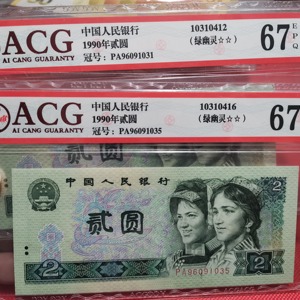 ACG
AI CANG GUARANTY
中国人民银行
1990年贰圆
冠号: PA96091031
10310412
(绿幽灵☆☆)
67
E
P
Q
ACG
AI CANG GUARANTY
中国人民银行
1990年贰圆
冠号: PA96091035
10310416
(绿幽灵☆☆)
67
中国人民银行
贰圆
2
2
PA96091035